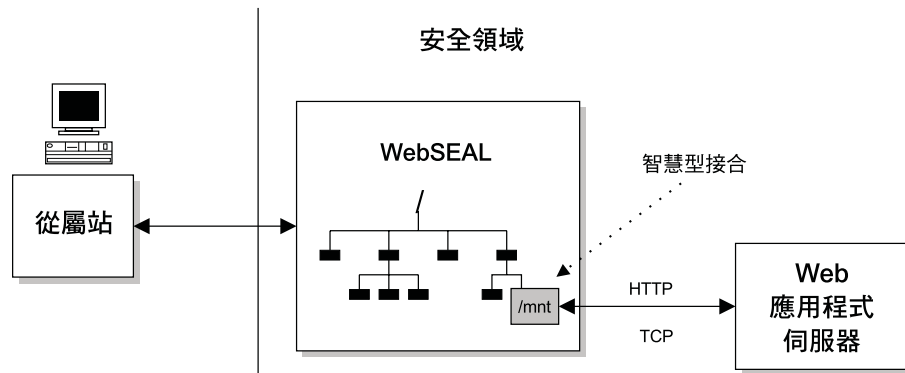 安全領域
WebSEAL
/
智慧型接合
從屬站
/mnt
HTTP
TCP
Web
應用程式
伺服器